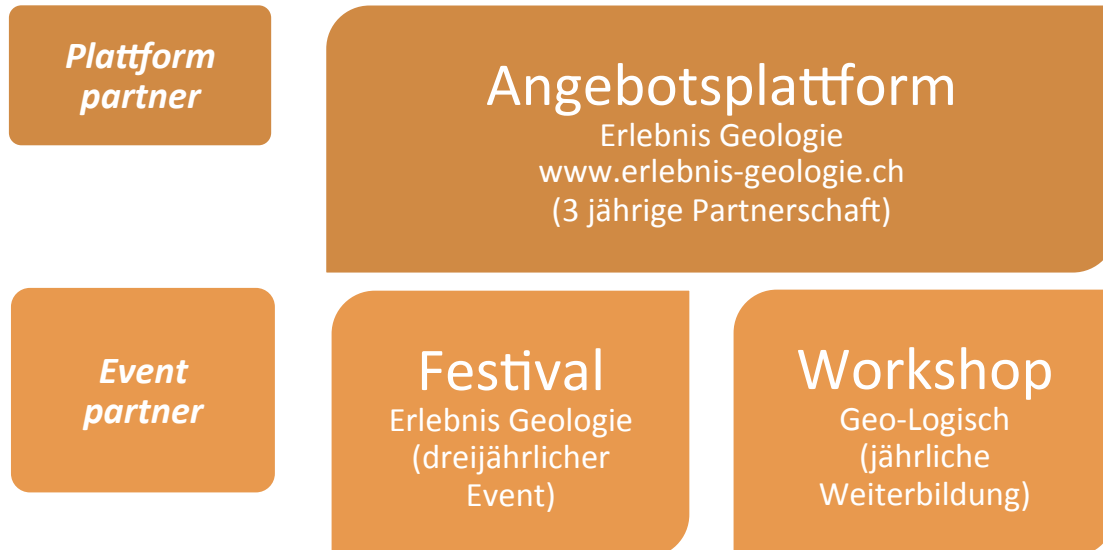 Plattform
partner
Angebotsplattform
Erlebnis Geologie
www.erlebnis-geologie.ch
(3 jährige Partnerschaft)
Event
partner
Festival
Erlebnis Geologie
(dreijährlicher
Event)
Workshop
Geo-Logisch
(jährliche
Weiterbildung)